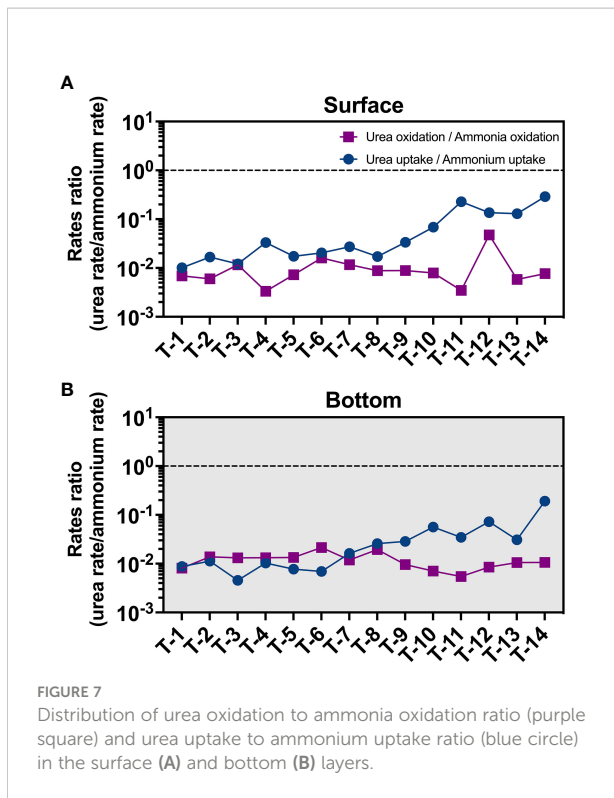 A
Surface
Rates ratio
(urea rate/ammonium rate)
10¹
10⁰
10⁻¹
10⁻²
10⁻³
Urea oxidation / Ammonia oxidation
Urea uptake / Ammonium uptake
T-1 T-2 T-3 T-4 T-5 T-6 T-7 T-8 T-9 T-10 T-11 T-12 T-13 T-14
B
Bottom
Rates ratio
(urea rate/ammonium rate)
10¹
10⁰
10⁻¹
10⁻²
10⁻³
T-1 T-2 T-3 T-4 T-5 T-6 T-7 T-8 T-9 T-10 T-11 T-12 T-13 T-14
FIGURE 7
Distribution of urea oxidation to ammonia oxidation ratio (purple
square) and urea uptake to ammonium uptake ratio (blue circle)
in the surface (A) and bottom (B) layers.